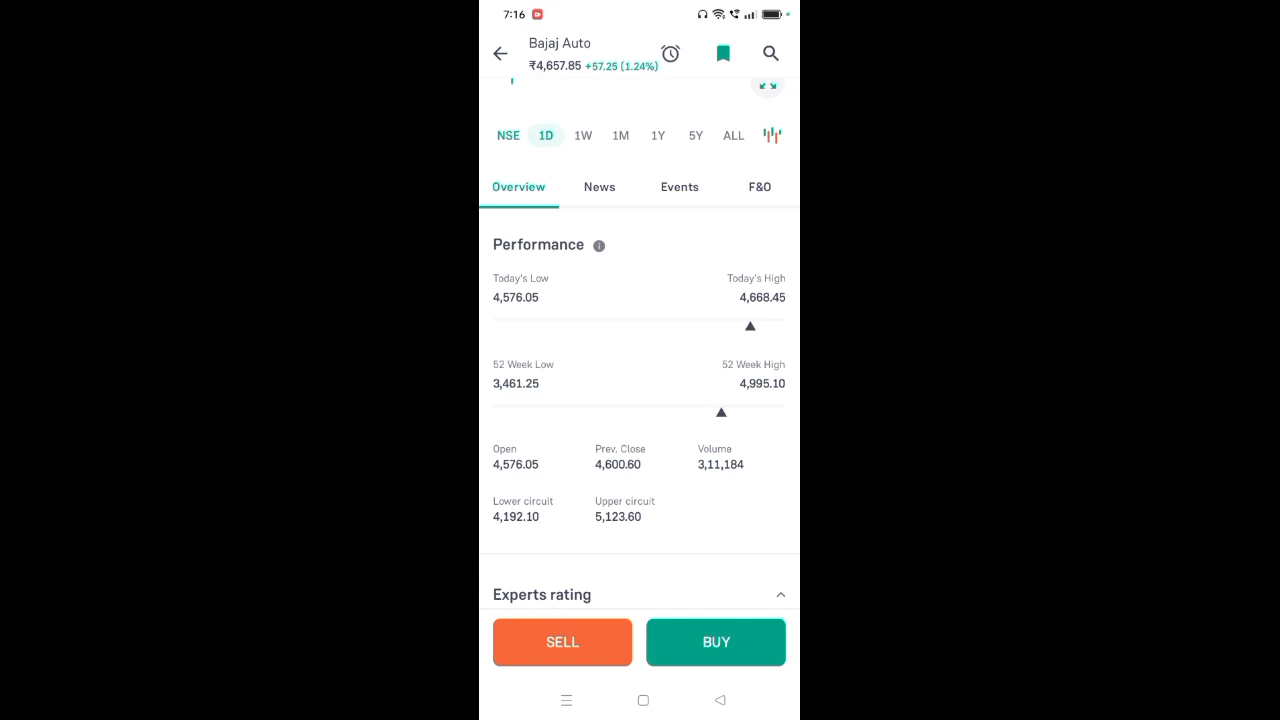 7:16
Bajaj Auto
₹4,657.85 +57.25 (1.24%)
NSE 1D 1W 1M 1Y 5Y ALL
Overview News Events F&O
Performance
Today's Low Today's High
4,576.05 4,668.45
52 Week Low 52 Week High
3,461.25 4,995.10
Open Prev. Close Volume
4,576.05 4,600.60 3,11,184
Lower circuit Upper circuit
4,192.10 5,123.60
Experts rating
SELL BUY